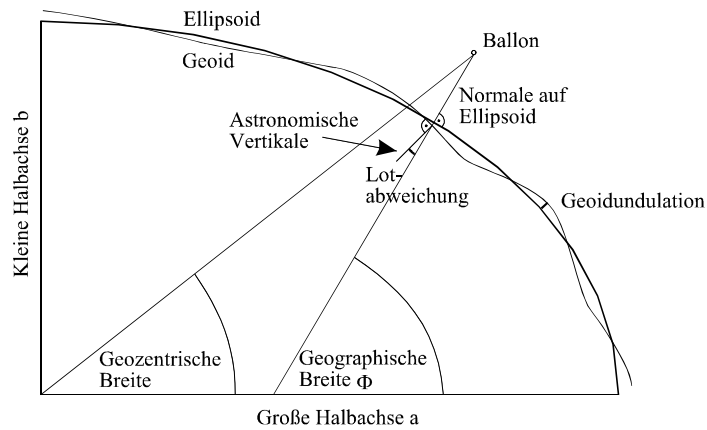 Ellipsoid
Ballon
Geoid
Normale auf
Ellipsoid
Astronomische
Vertikale
Lot-
abweichung
Geoidundulation
Kleine Halbachse b
Geozentrische
Breite
Geographische
Breite Φ
Große Halbachse a